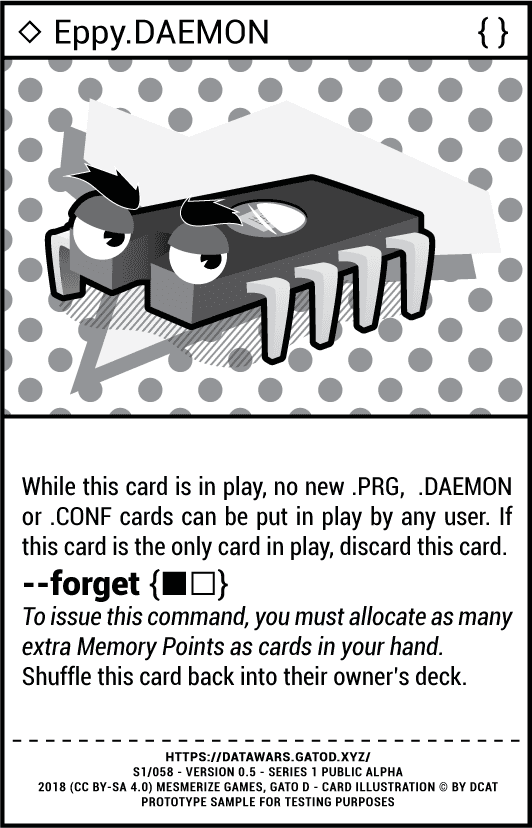 ◇ Eppy.DAEMON { }
While this card is in play, no new .PRG, .DAEMON
or .CONF cards can be put in play by any user. If
this card is the only card in play, discard this card.
--forget {■□}
To issue this command, you must allocate as many
extra Memory Points as cards in your hand.
Shuffle this card back into their owner's deck.
HTTPS://DATAWARS.GATOD.XYZ/
S1/058 - VERSION 0.5 - SERIES 1 PUBLIC ALPHA
2018 (CC BY-SA 4.0) MESMERIZE GAMES, GATO D - CARD ILLUSTRATION © BY DCAT
PROTOTYPE SAMPLE FOR TESTING PURPOSES